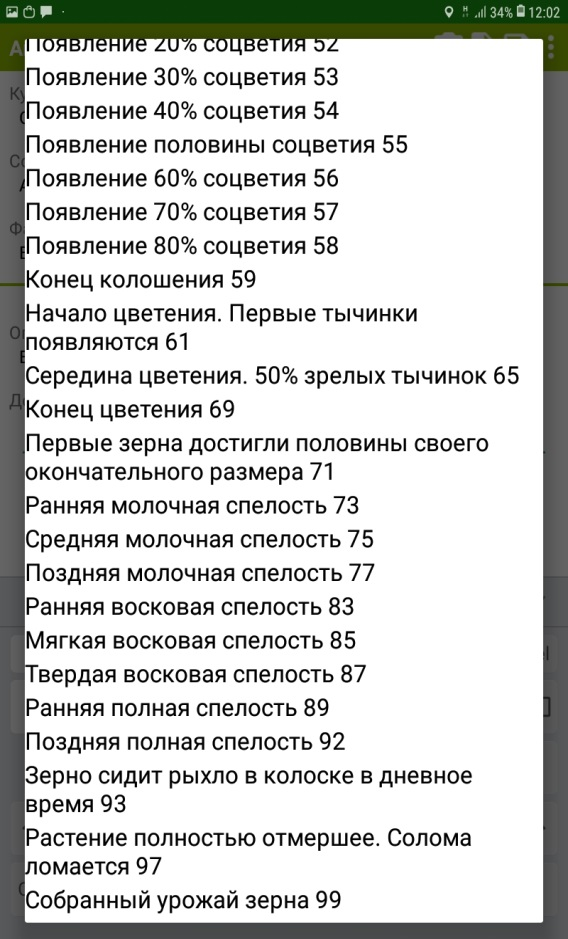 34% 12:02
Появление 20% соцветия 52
Появление 30% соцветия 53
Появление 40% соцветия 54
Появление половины соцветия 55
Появление 60% соцветия 56
Появление 70% соцветия 57
Появление 80% соцветия 58
Конец колошения 59
Начало цветения. Первые тычинки
появляются 61
Середина цветения. 50% зрелых тычинок 65
Конец цветения 69
Первые зерна достигли половины своего
окончательного размера 71
Ранняя молочная спелость 73
Средняя молочная спелость 75
Поздняя молочная спелость 77
Ранняя восковая спелость 83
Мягкая восковая спелость 85
Твердая восковая спелость 87
Ранняя полная спелость 89
Поздняя полная спелость 92
Зерно сидит рыхло в колоске в дневное
время 93
Растение полностью отмершее. Солома
ломается 97
Собранный урожай зерна 99